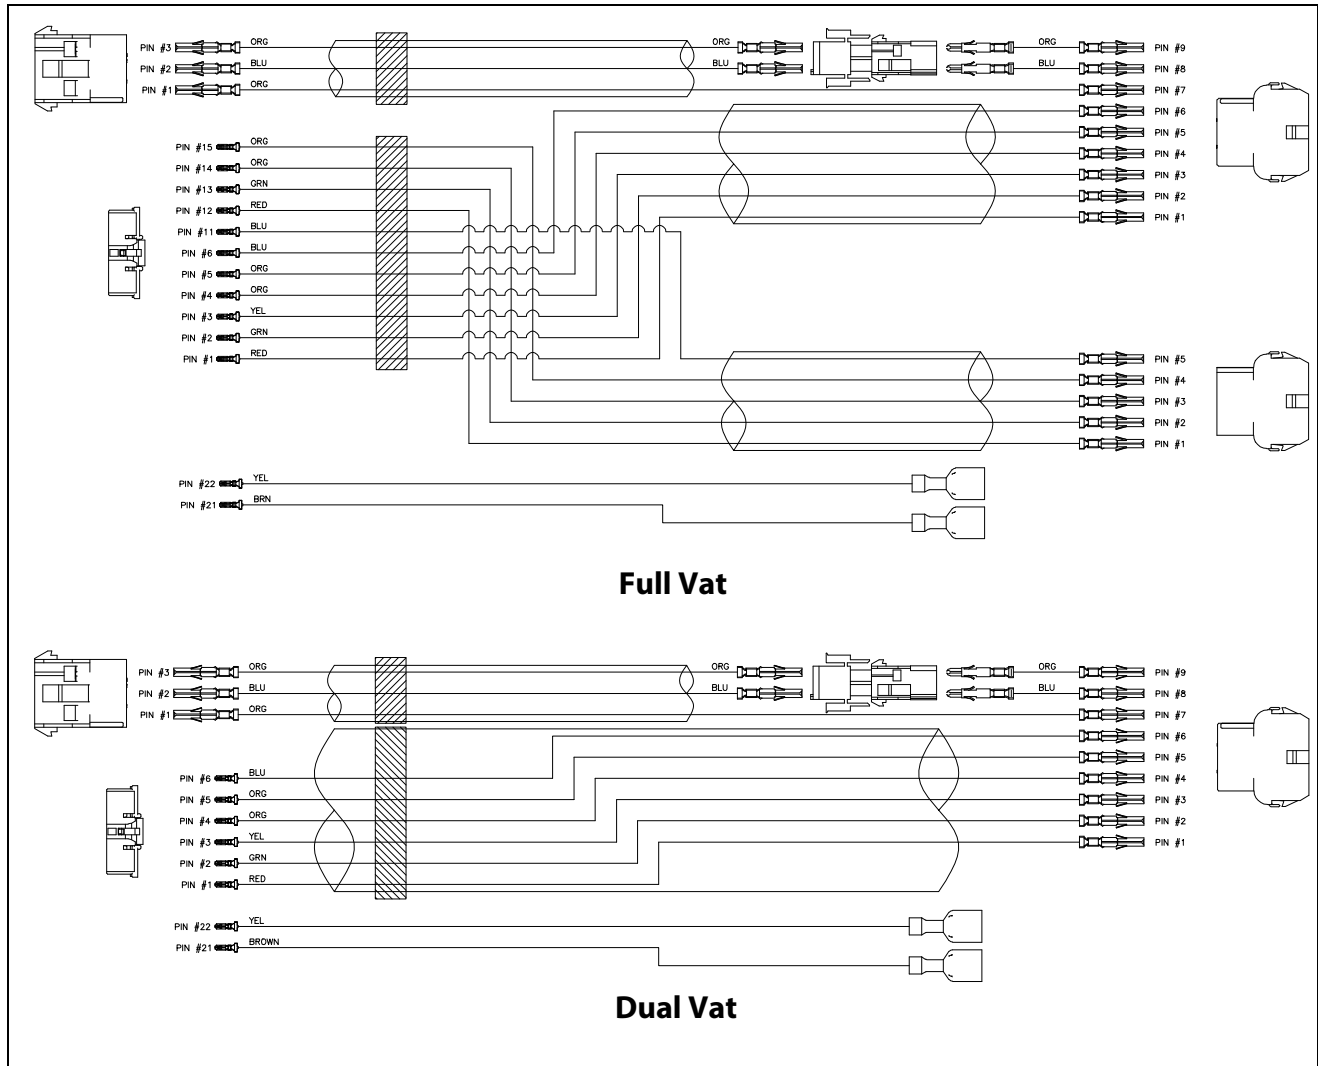 PIN #3 ORG ORG ORG PIN #9
PIN #2 BLU BLU BLU PIN #8
PIN #1 ORG PIN #7
PIN #6
PIN #5
PIN #15 ORG PIN #4
PIN #14 ORG PIN #3
PIN #13 GRN PIN #2
PIN #12 RED PIN #1
PIN #11 BLU
PIN #6 BLU
PIN #5 ORG
PIN #4 ORG
PIN #3 YEL
PIN #2 GRN
PIN #1 RED PIN #5
PIN #4
PIN #3
PIN #2
PIN #1
PIN #22 YEL
PIN #21 BRN
Full Vat
PIN #3 ORG ORG ORG PIN #9
PIN #2 BLU BLU BLU PIN #8
PIN #1 ORG PIN #7
PIN #6
PIN #5
PIN #6 BLU PIN #4
PIN #5 ORG PIN #3
PIN #4 ORG PIN #2
PIN #3 YEL PIN #1
PIN #2 GRN
PIN #1 RED
PIN #22 YEL
PIN #21 BROWN
Dual Vat